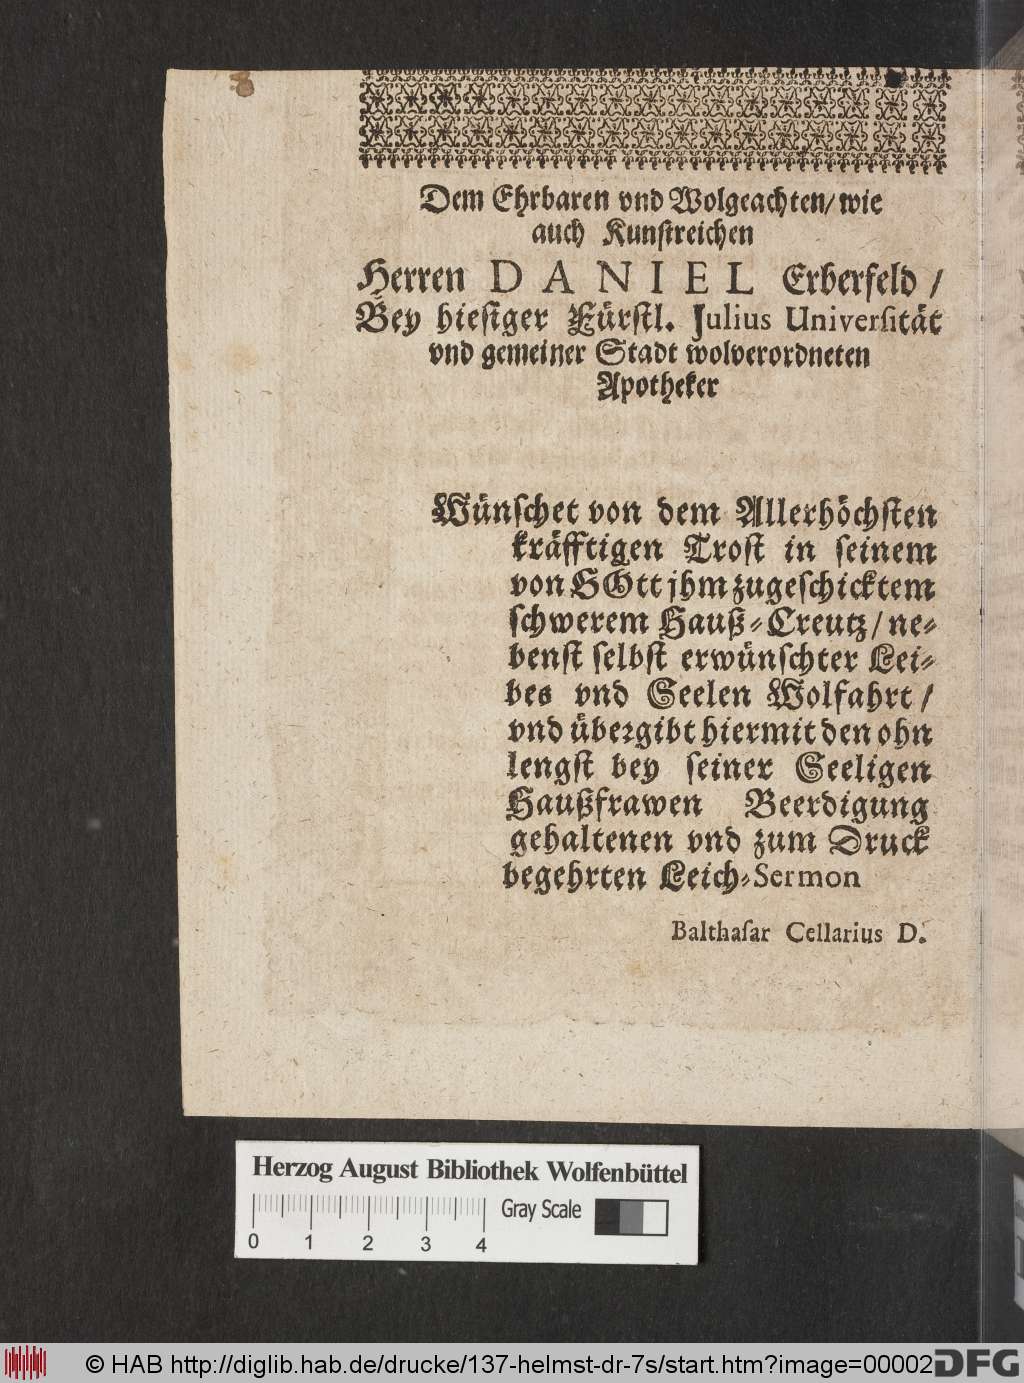 Dem Ehrbaren vnd Wolgeachten/ wie
auch Kunſtreichen
Herren DANIEL Erberfeld /
Bey hieſiger Fürſtl. Julius Univerſität
vnd gemeiner Stadt wolverordneten
Apotheker
Wünſchet von dem Allerhöchſten
kräfftigen Troſt in ſeinem
von GOtt jhm zugeſchicktem
ſchwerem Hauß-Creutz / ne-
benſt ſelbſt erwünſchter Lei-
bes vnd Seelen Wolfahrt /
vnd übergibt hiermit den ohn
lengſt bey ſeiner Seeligen
Haußfrawen Beerdigung
gehaltenen vnd zum Druck
begehrten Leich-Sermon
Balthaſar Cellarius D.
Herzog August Bibliothek Wolfenbüttel
Gray Scale
0 1 2 3 4
© HAB http://diglib.hab.de/drucke/137-helmst-dr-7s/start.htm?image=00002
DFG